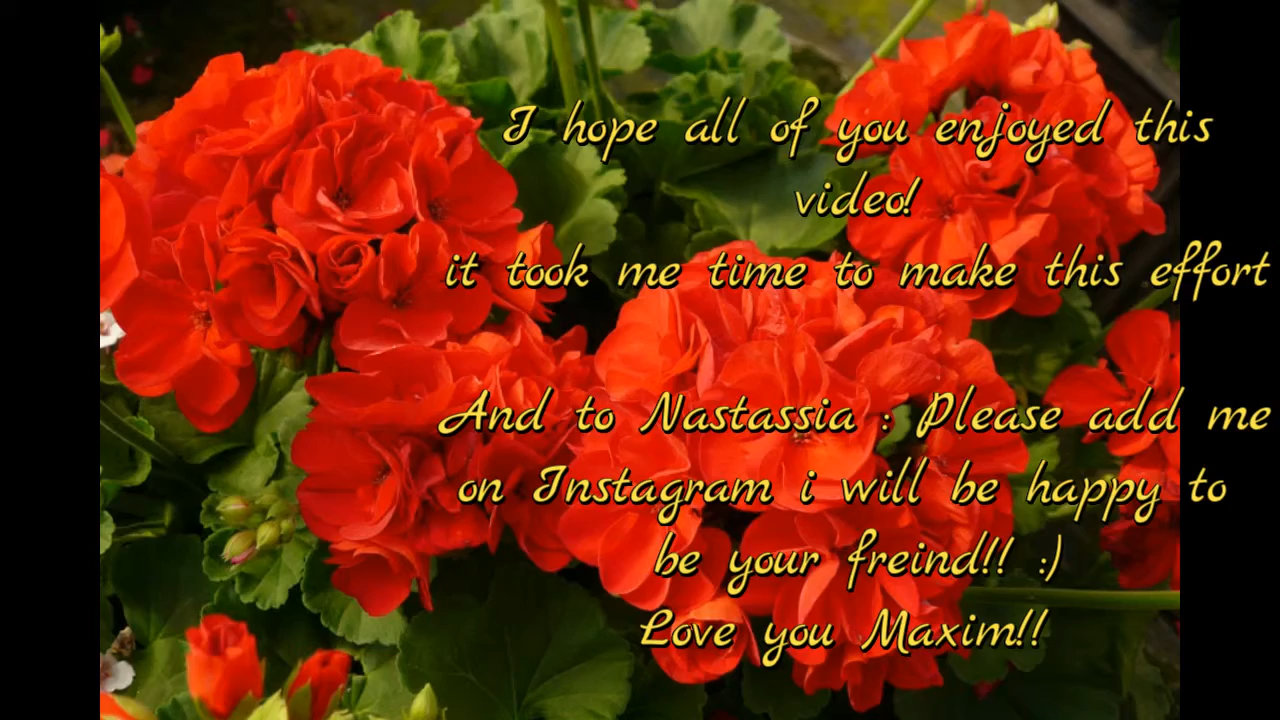 I hope all of you enjoyed this
video!
it took me time to make this effort
And to Nastassia : Please add me
on Instagram i will be happy to
be your freind!! :)
Love you Maxim!!